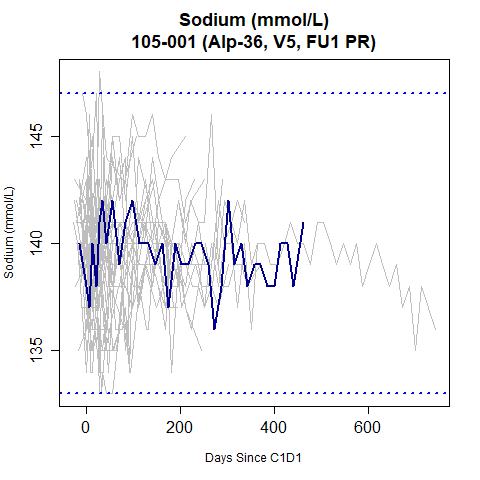 Sodium (mmol/L)
105-001 (Alp-36, V5, FU1 PR)
Sodium (mmol/L)
145
140
135
0 200 400 600
Days Since C1D1